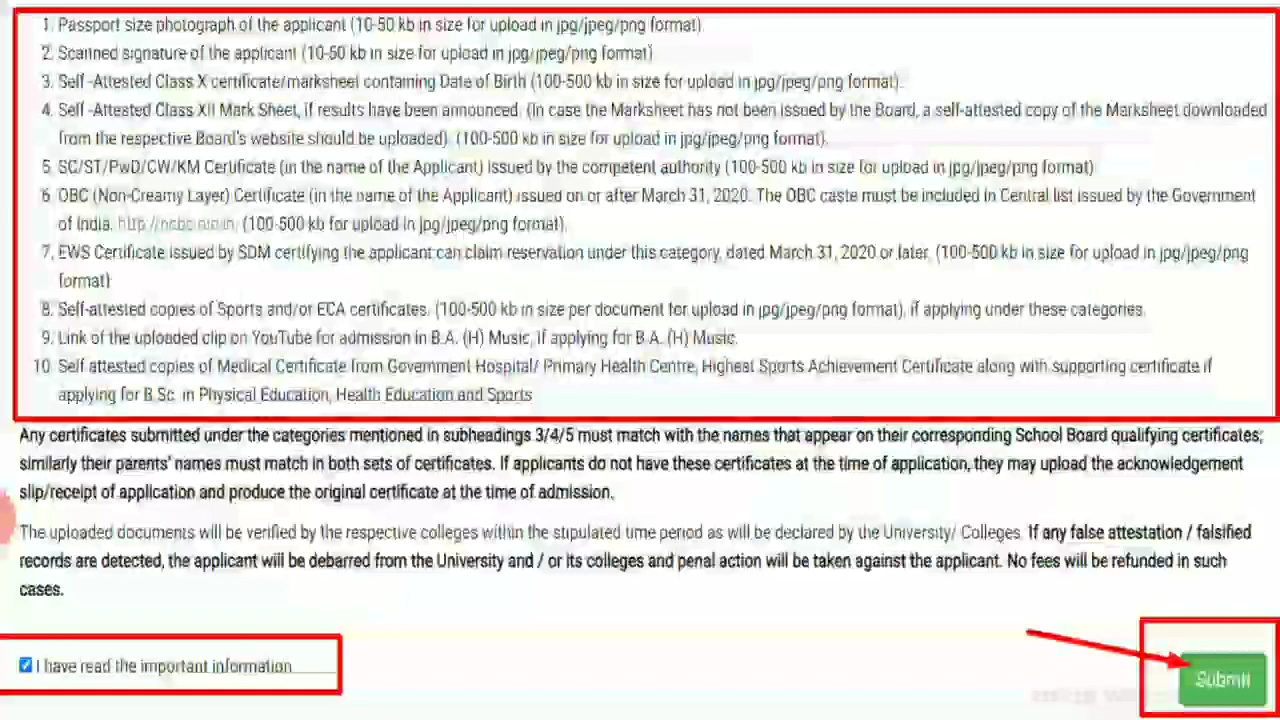 1. Passport size photograph of the applicant (10-50 kb in size for upload in jpg/jpeg/png format)
2. Scanned signature of the applicant (10-50 kb in size for upload in jpg/jpeg/png format)
3. Self -Attested Class X certificate/marksheet containing Date of Birth (100-500 kb in size for upload in jpg/jpeg/png format).
4. Self -Attested Class XII Mark Sheet, if results have been announced. (In case the Marksheet has not been issued by the Board, a self-attested copy of the Marksheet downloaded
from the respective Board's website should be uploaded). (100-500 kb in size for upload in jpg/jpeg/png format).
5. SC/ST/PwD/CW/KM Certificate (in the name of the Applicant) issued by the competent authority (100-500 kb in size for upload in jpg/jpeg/png format)
6. OBC (Non-Creamy Layer) Certificate (in the name of the Applicant) issued on or after March 31, 2020. The OBC caste must be included in Central list issued by the Government
of India. (100-500 kb for upload in jpg/jpeg/png format).
7. EWS Certificate issued by SDM certifying the applicant can claim reservation under this category, dated March 31, 2020 or later. (100-500 kb in size for upload in jpg/jpeg/png
format)
8. Self-attested copies of Sports and/or ECA certificates. (100-500 kb in size per document for upload in jpg/jpeg/png format), if applying under these categories.
9. Link of the uploaded clip on YouTube for admission in B.A. (H) Music, if applying for B.A. (H) Music.
10. Self attested copies of Medical Certificate from Government Hospital/ Primary Health Centre, Highest Sports Achievement Certificate along with supporting certificate if
applying for B.Sc. in Physical Education, Health Education and Sports
Any certificates submitted under the categories mentioned in subheadings 3/4/5 must match with the names that appear on their corresponding School Board qualifying certificates;
similarly their parents' names must match in both sets of certificates. If applicants do not have these certificates at the time of application, they may upload the acknowledgement
slip/receipt of application and produce the original certificate at the time of admission.
The uploaded documents will be verified by the respective colleges within the stipulated time period as will be declared by the University/ Colleges. If any false attestation / falsified
records are detected, the applicant will be debarred from the University and / or its colleges and penal action will be taken against the applicant. No fees will be refunded in such
cases.
I have read the important information
Submit